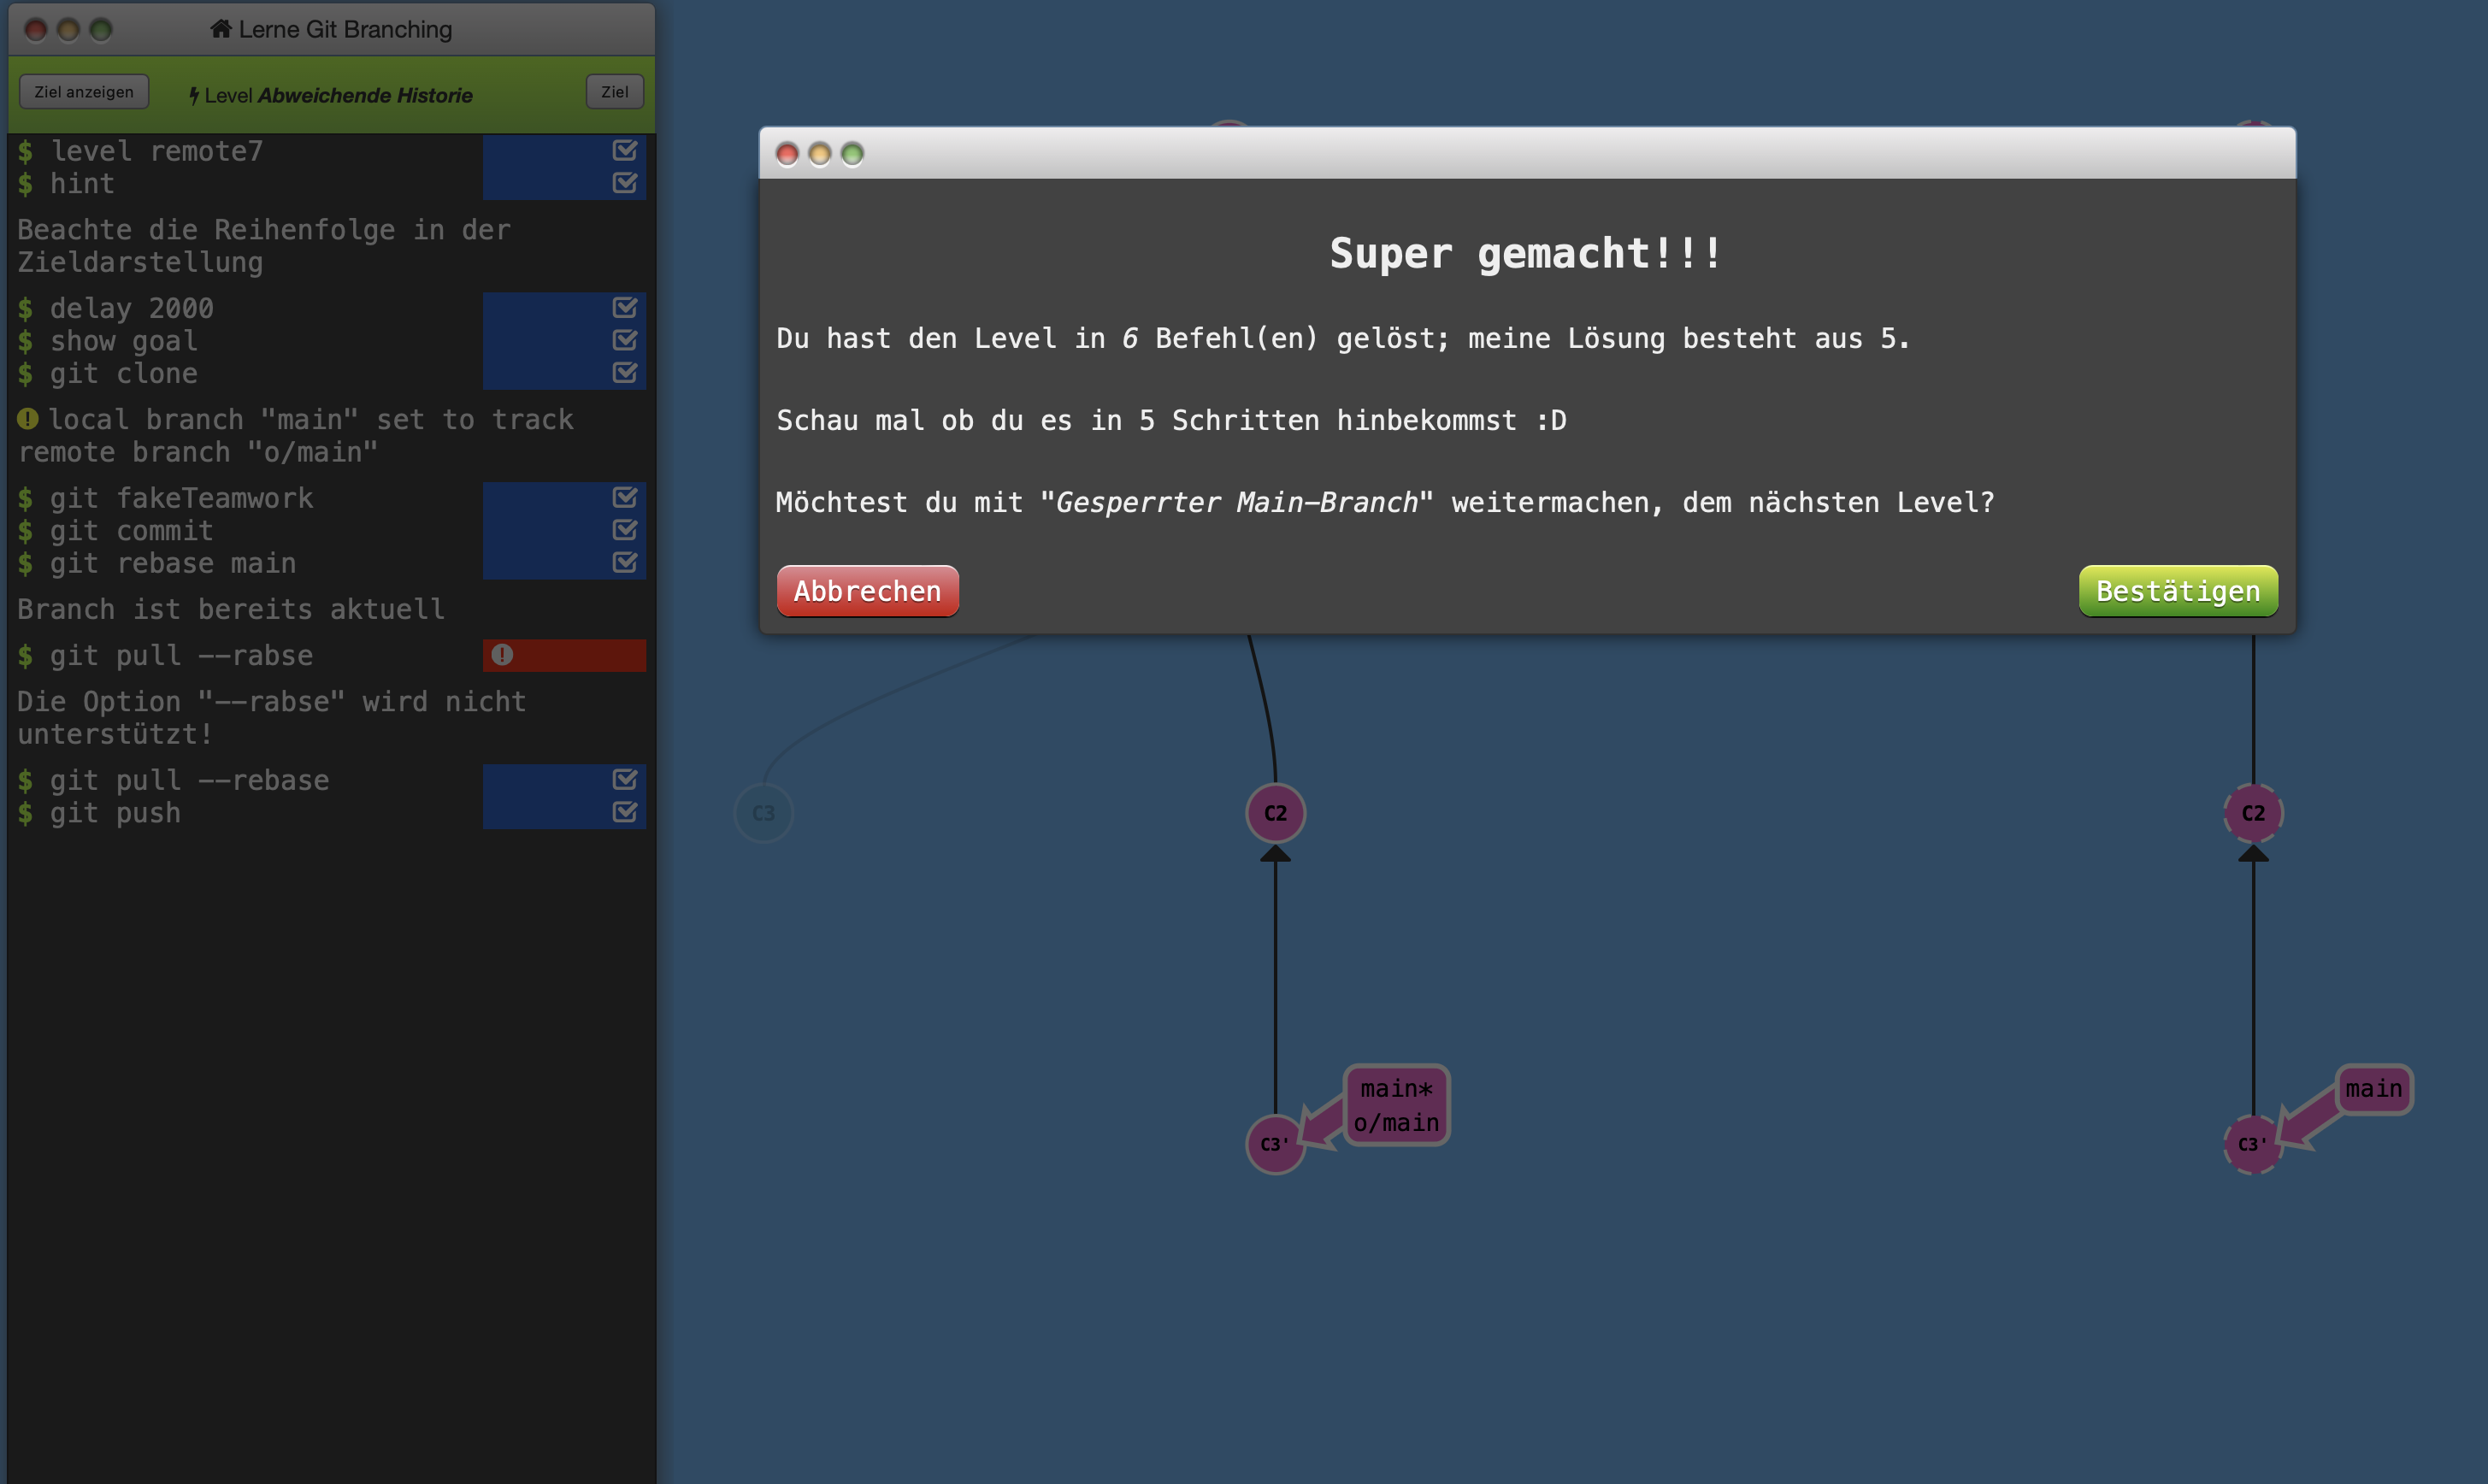 Lerne Git Branching
Ziel anzeigen
Level Abweichende Historie
Ziel
$ level remote7
$ hint
Beachte die Reihenfolge in der
Zieldarstellung
$ delay 2000
$ show goal
$ git clone
local branch "main" set to track
remote branch "o/main"
$ git fakeTeamwork
$ git commit
$ git rebase main
Branch ist bereits aktuell
$ git pull --rabse
Die Option "--rabse" wird nicht
unterstützt!
$ git pull --rebase
$ git push
Super gemacht!!!
Du hast den Level in 6 Befehl(en) gelöst; meine Lösung besteht aus 5.
Schau mal ob du es in 5 Schritten hinbekommst :D
Möchtest du mit "Gesperrter Main-Branch" weitermachen, dem nächsten Level?
Abbrechen
Bestätigen
C3
C2
C2
main*
o/main
C3'
main
C3'